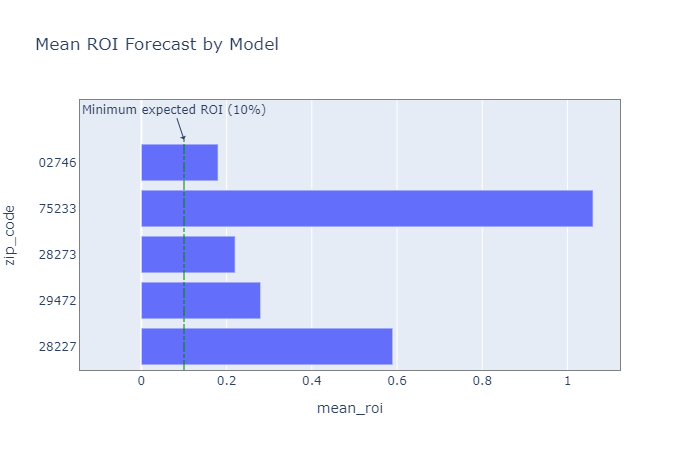 Mean ROI Forecast by Model
Minimum expected ROI (10%)
02746
75233
28273
29472
28227
zip_code
0 0.2 0.4 0.6 0.8 1
mean_roi